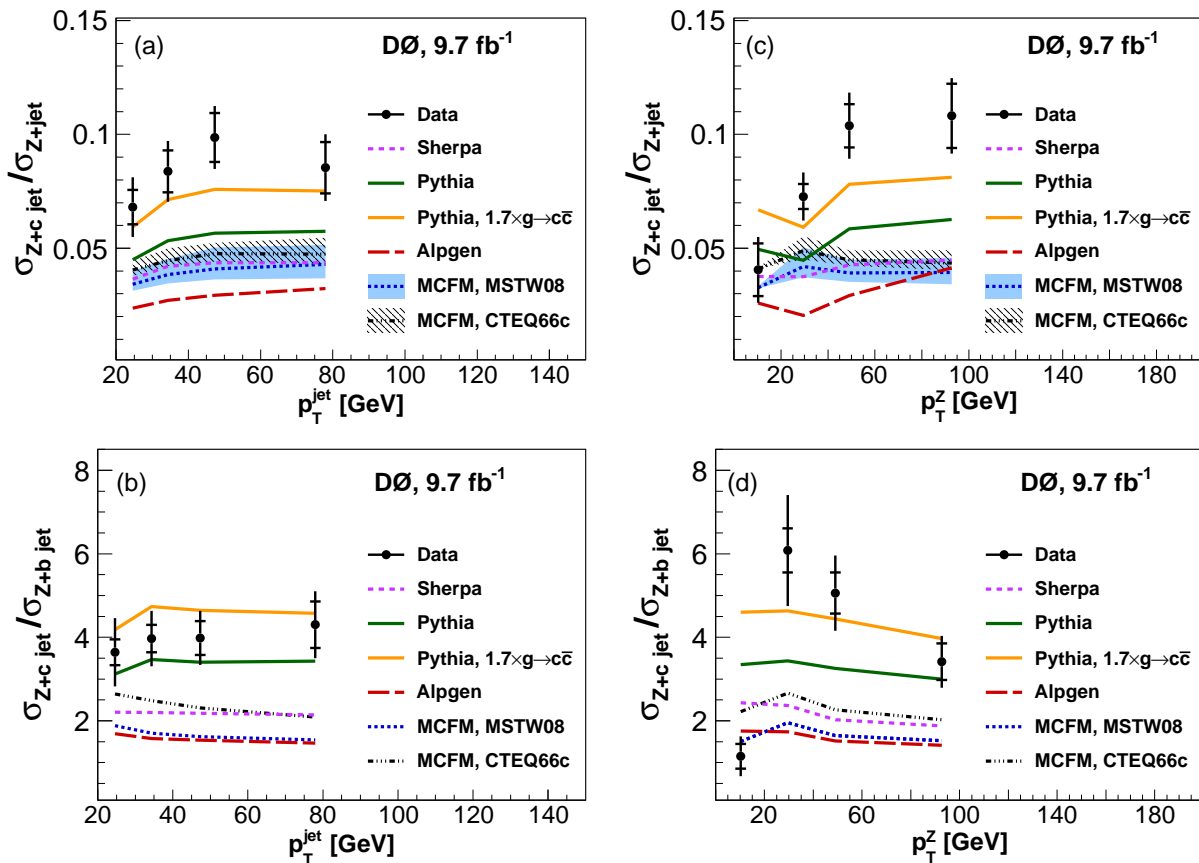 (a)
DØ, 9.7 fb-1
σZ+c jet /σZ+jet
0.15
0.1
0.05
Data
Sherpa
Pythia
Pythia, 1.7×g→cc̅
Alpgen
MCFM, MSTW08
MCFM, CTEQ66c
20 40 60 80 100 120 140
pTjet [GeV]
(c)
DØ, 9.7 fb-1
σZ+c jet /σZ+jet
0.15
0.1
0.05
Data
Sherpa
Pythia
Pythia, 1.7×g→cc̅
Alpgen
MCFM, MSTW08
MCFM, CTEQ66c
20 60 100 140 180
pTZ [GeV]
(b)
DØ, 9.7 fb-1
σZ+c jet /σZ+b jet
8
6
4
2
Data
Sherpa
Pythia
Pythia, 1.7×g→cc̅
Alpgen
MCFM, MSTW08
MCFM, CTEQ66c
20 40 60 80 100 120 140
pTjet [GeV]
(d)
DØ, 9.7 fb-1
σZ+c jet /σZ+b jet
8
6
4
2
Data
Sherpa
Pythia
Pythia, 1.7×g→cc̅
Alpgen
MCFM, MSTW08
MCFM, CTEQ66c
20 60 100 140 180
pTZ [GeV]